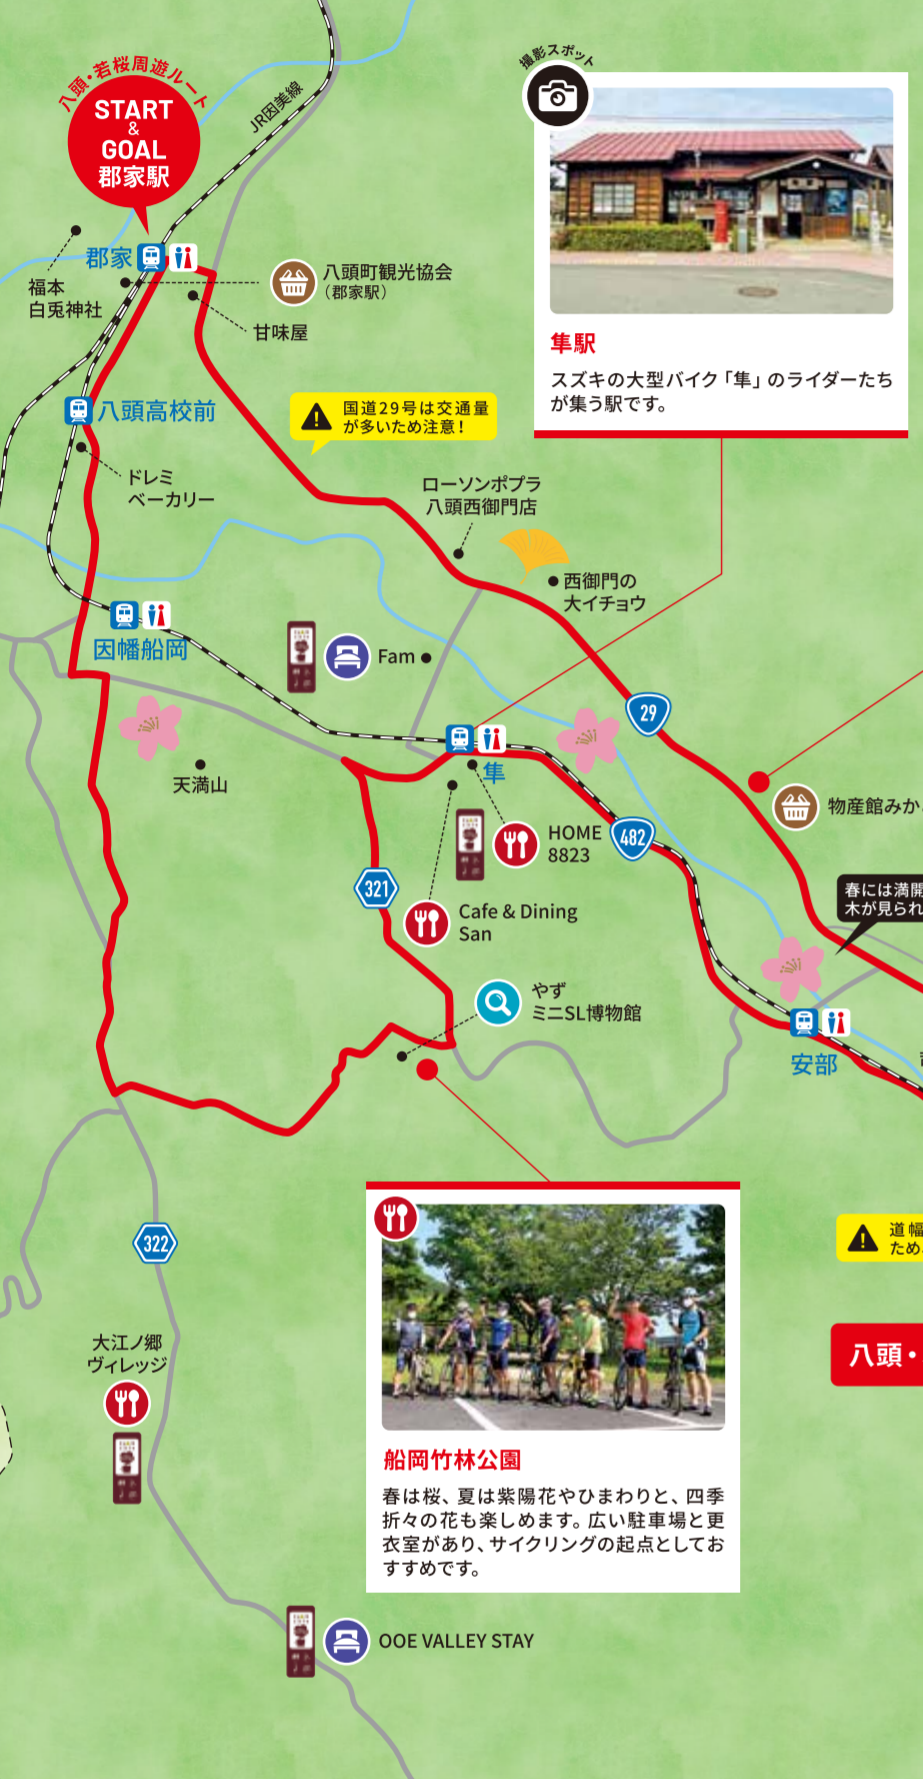 八頭・若桜周遊ルート
START
&
GOAL
郡家駅
JR因美線
撮影スポット
隼駅
スズキの大型バイク「隼」のライダーたち
が集う駅です。
郡家
福本
白兎神社
八頭町観光協会
(郡家駅)
甘味屋
八頭高校前
国道29号は交通量
が多いため注意!
ドレミ
ベーカリー
ローソンポプラ
八頭西御門店
西御門の
大イチョウ
因幡船岡
Fam
29
天満山
隼
物産館みか
HOME
8823
482
321
Cafe & Dining
San
春には満開
木が見られ
やず
ミニSL博物館
安部
322
船岡竹林公園
春は桜、夏は紫陽花やひまわりと、四季
折々の花も楽しめます。広い駐車場と更
衣室があり、サイクリングの起点としてお
すすめです。
道幅
ため
八頭・
大江ノ郷
ヴィレッジ
OOE VALLEY STAY